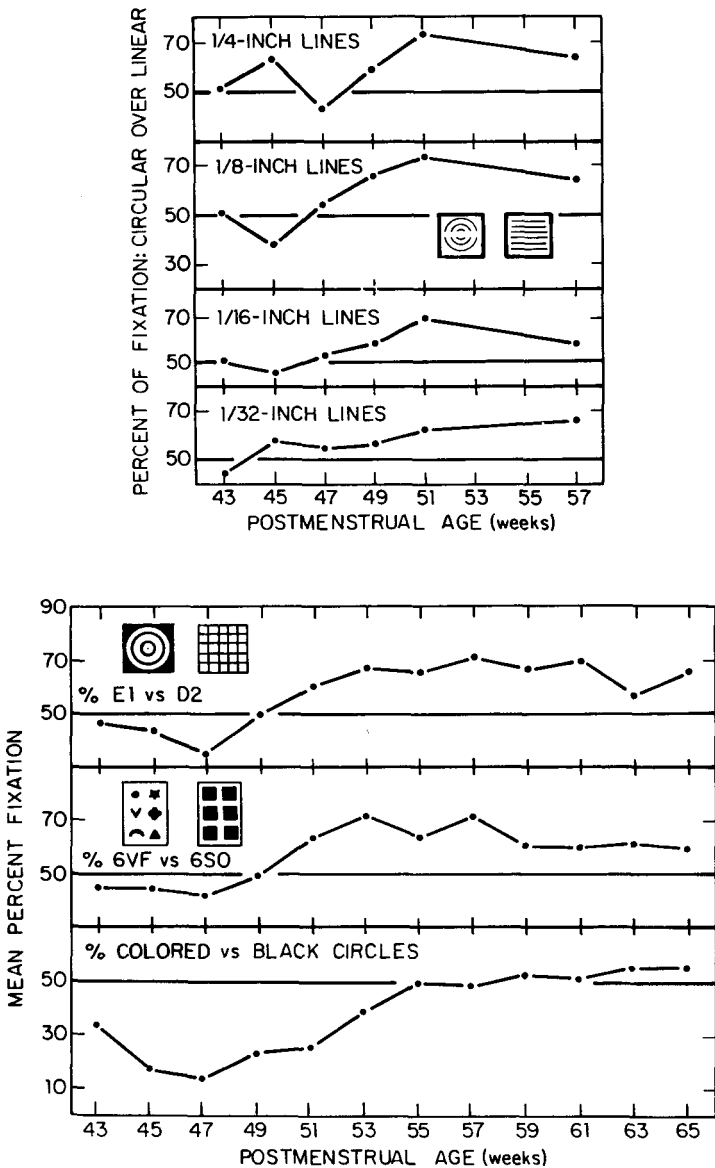 PERCENT OF FIXATION: CIRCULAR OVER LINEAR
1/4-INCH LINES
70
50
1/8-INCH LINES
70
50
30
1/16-INCH LINES
70
50
1/32-INCH LINES
70
50
43 45 47 49 51 53 55 57
POSTMENSTRUAL AGE (weeks)
MEAN PERCENT FIXATION
90
70
% E1 vs D2
50
70
% 6VF vs 6SO
50
% COLORED vs BLACK CIRCLES
50
30
10
43 45 47 49 51 53 55 57 59 61 63 65
POSTMENSTRUAL AGE (weeks)